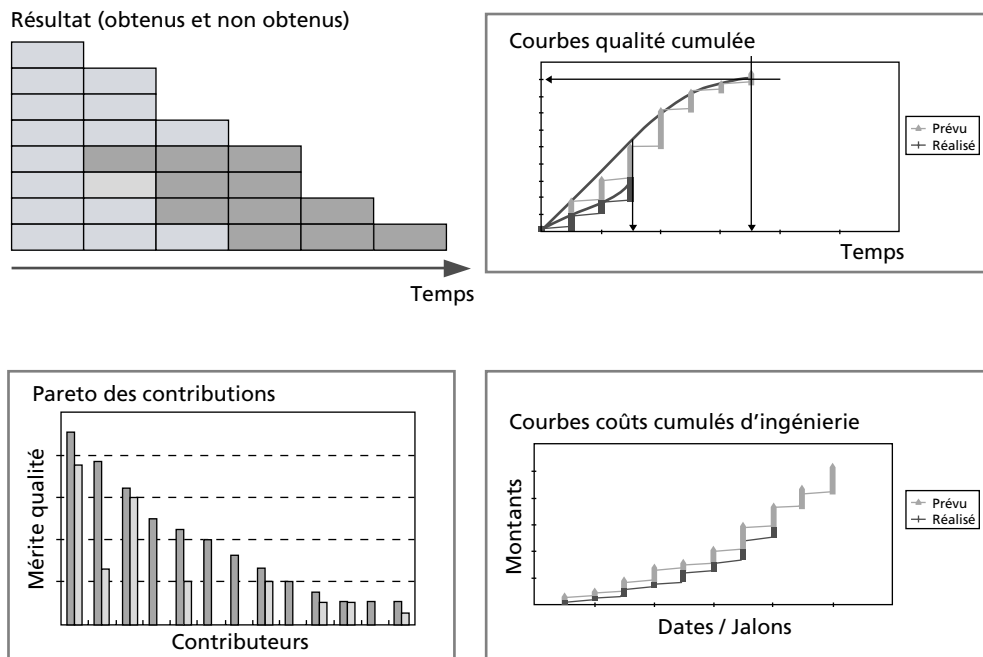 Résultat (obtenus et non obtenus)
Temps
Courbes qualité cumulée
Prévu
Réalisé
Temps
Pareto des contributions
Mérite qualité
Contributeurs
Courbes coûts cumulés d’ingénierie
Montants
Prévu
Réalisé
Dates / Jalons